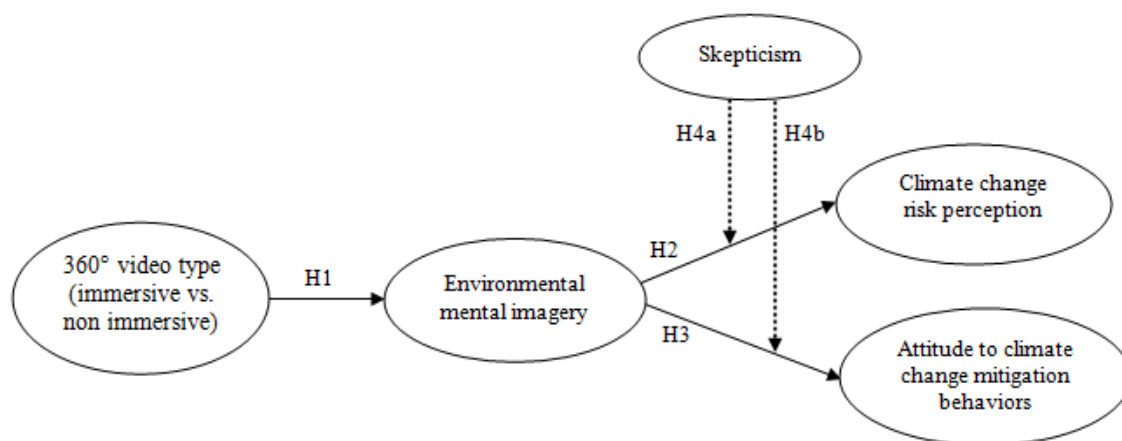 Skepticism
H4a
H4b
Climate change
risk perception
360° video type
(immersive vs.
non immersive)
H1
Environmental
mental imagery
H2
H3
Attitude to climate
change mitigation
behaviors